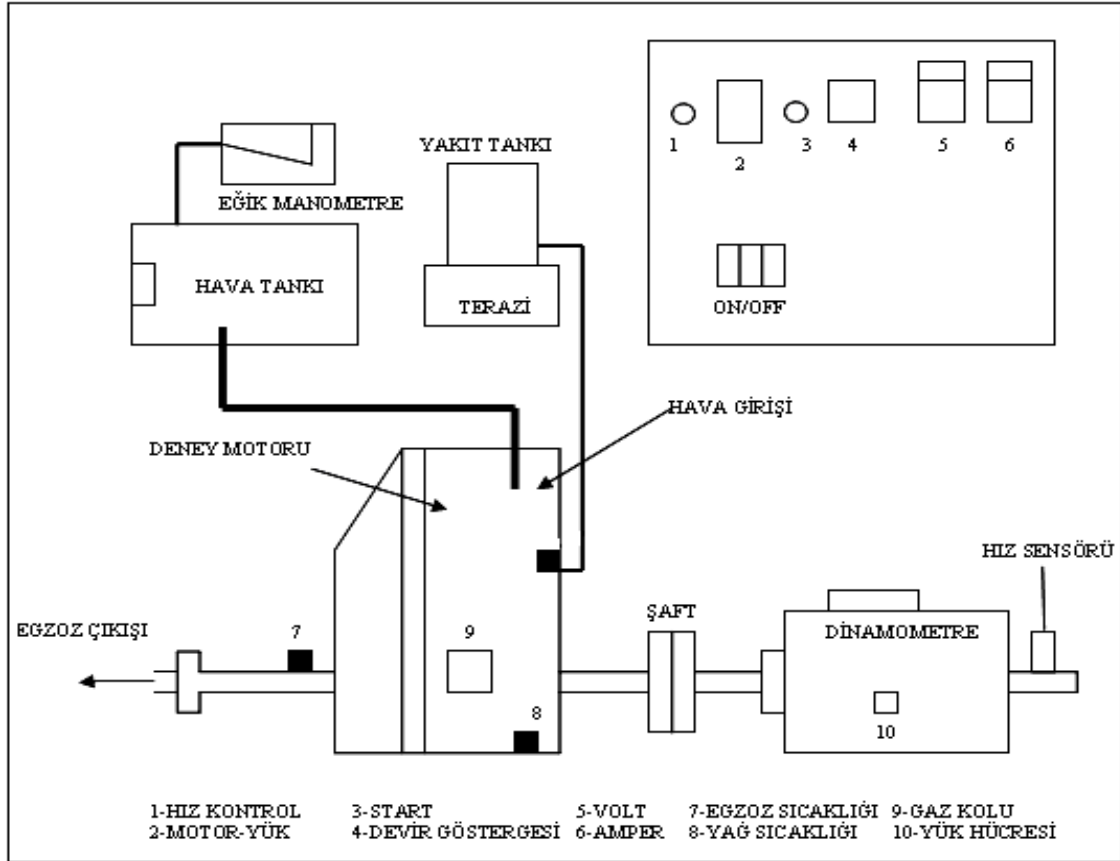 1
2
3
4
5
6
ON/OFF
YAKIT TANKI
EĞİK MANOMETRE
HAVA TANKI
TERAZİ
HAVA GİRİŞİ
DENEY MOTORU
HIZ SENSÖRÜ
ŞAFT
EGZOZ ÇIKIŞI
7
9
DİNAMOMETRE
8
10
1-HIZ KONTROL 3-START 5-VOLT 7-EGZOZ SICAKLIĞI 9-GAZ KOLU
2-MOTOR-YÜK 4-DEVİR GÖSTERGESİ 6-AMPER 8-YAĞ SICAKLIĞI 10-YÜK HÜCRESİ